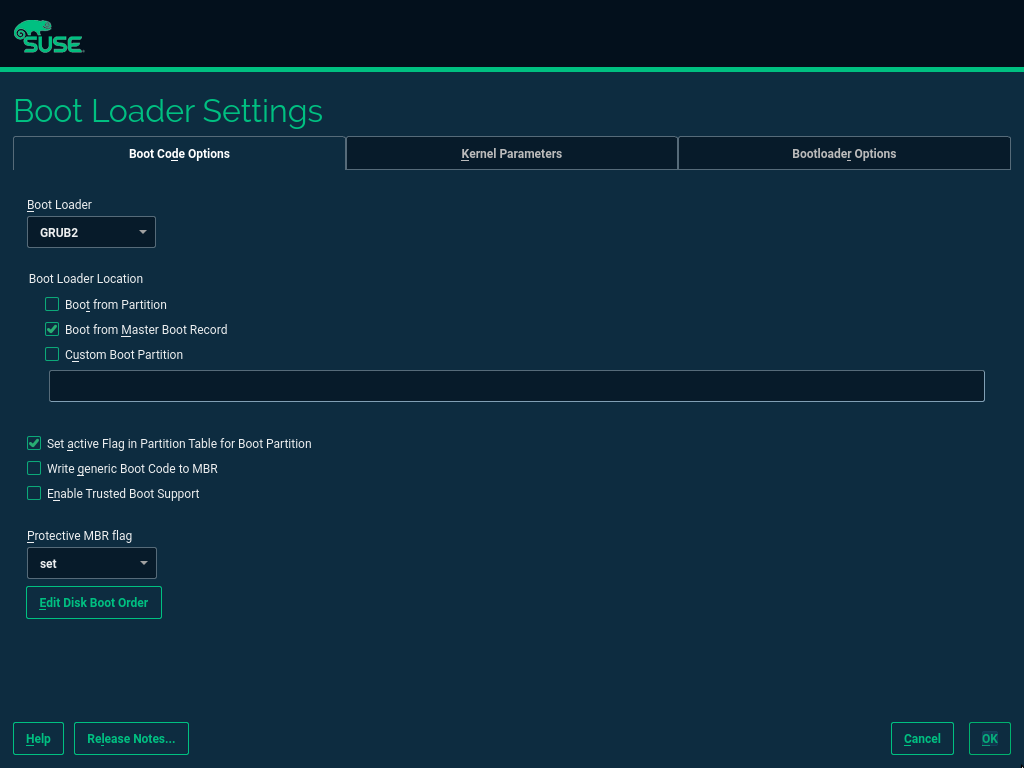 SUSE
Boot Loader Settings
Boot Code Options Kernel Parameters Bootloader Options
Boot Loader
GRUB2
Boot Loader Location
Boot from Partition
Boot from Master Boot Record
Custom Boot Partition
Set active Flag in Partition Table for Boot Partition
Write generic Boot Code to MBR
Enable Trusted Boot Support
Protective MBR flag
set
Edit Disk Boot Order
Help Release Notes... Cancel OK